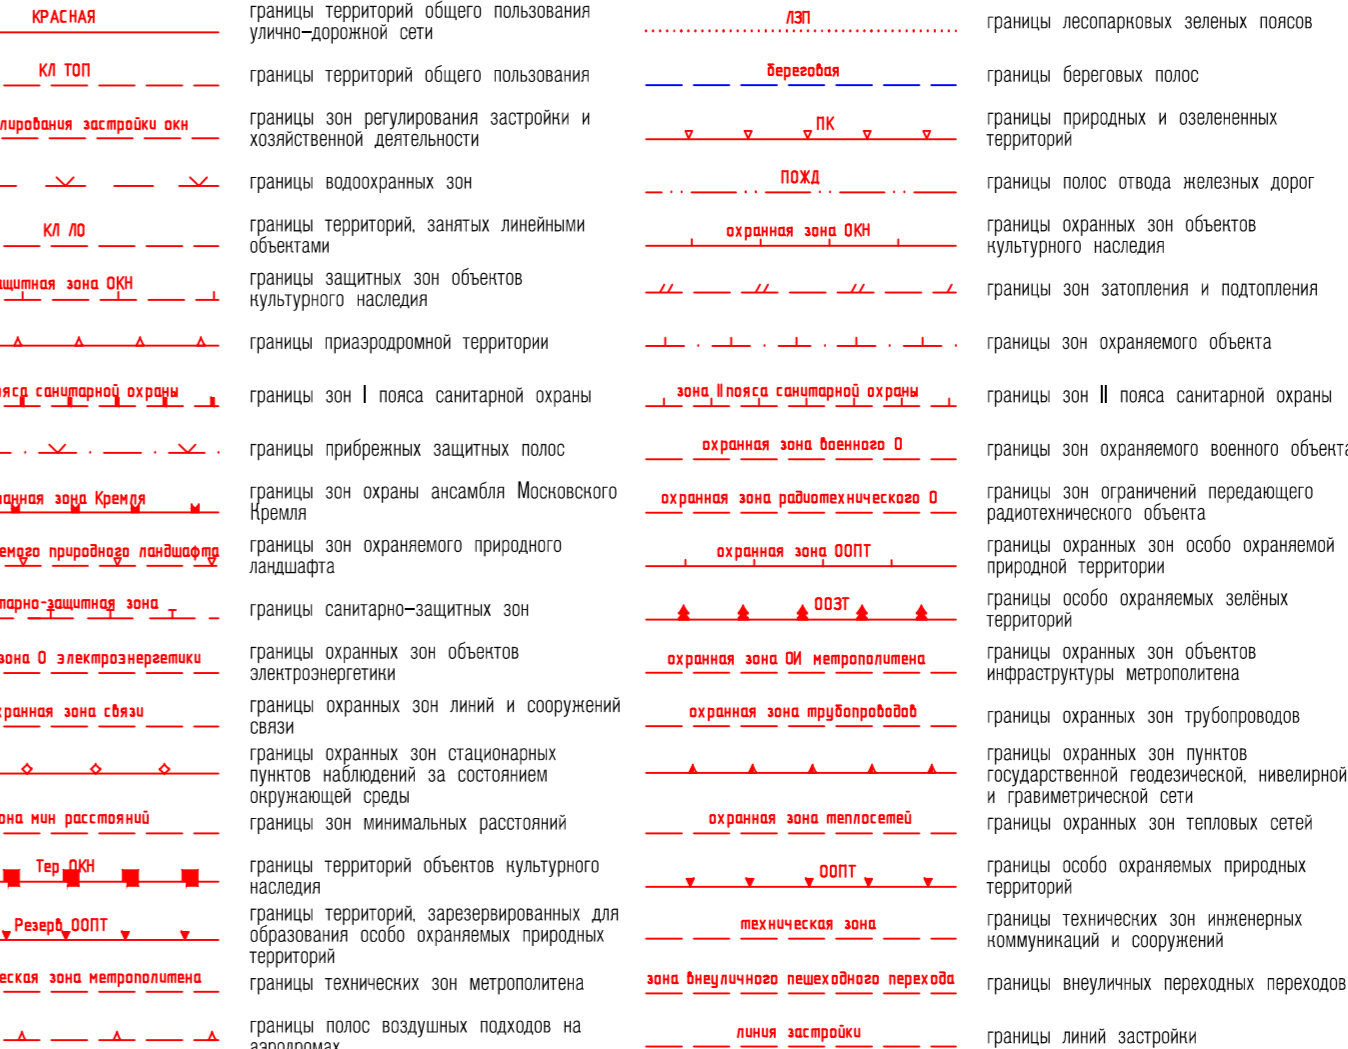 КРАСНАЯ
границы территорий общего пользования
улично-дорожной сети
КЛ ТОП
границы территорий общего пользования
лирования застройки окн
границы зон регулирования застройки и
хозяйственной деятельности
границы водоохранных зон
КЛ ЛО
границы территорий, занятых линейными
объектами
ащитная зона ОКН
границы защитных зон объектов
культурного наследия
границы приаэродромной территории
яса санитарной охраны
границы зон I пояса санитарной охраны
границы прибрежных защитных полос
ранная зона Кремля
границы зон охраны ансамбля Московского
Кремля
емого природного ландшафта
границы зон охраняемого природного
ландшафта
тарно-защитная зона
границы санитарно-защитных зон
зона О электроэнергетики
границы охранных зон объектов
электроэнергетики
хранная зона связи
границы охранных зон линий и сооружений
связи
границы охранных зон стационарных
пунктов наблюдений за состоянием
окружающей среды
она мин расстояний
границы зон минимальных расстояний
Тер ОКН
границы территорий объектов культурного
наследия
Резерв ООПТ
границы территорий, зарезервированных для
образования особо охраняемых природных
территорий
еская зона метрополитена
границы технических зон метрополитена
границы полос воздушных подходов на
аэродромах
ЛЗП
границы лесопарковых зеленых поясов
береговая
границы береговых полос
ПК
границы природных и озелененных
территорий
ПОЖД
границы полос отвода железных дорог
охранная зона ОКН
границы охранных зон объектов
культурного наследия
границы зон затопления и подтопления
границы зон охраняемого объекта
зона II пояса санитарной охраны
границы зон II пояса санитарной охраны
охранная зона военного О
границы зон охраняемого военного объекта
охранная зона радиотехнического О
границы зон ограничений передающего
радиотехнического объекта
охранная зона ООПТ
границы охранных зон особо охраняемой
природной территории
ООЗТ
границы особо охраняемых зелёных
территорий
охранная зона ОИ метрополитена
границы охранных зон объектов
инфраструктуры метрополитена
охранная зона трубопроводов
границы охранных зон трубопроводов
границы охранных зон пунктов
государственной геодезической, нивелирной
и гравиметрической сети
охранная зона теплосетей
границы охранных зон тепловых сетей
ООПТ
границы особо охраняемых природных
территорий
техническая зона
границы технических зон инженерных
коммуникаций и сооружений
зона внеуличного пешеходного перехода
границы внеуличных переходных переходов
линия застройки
границы линий застройки